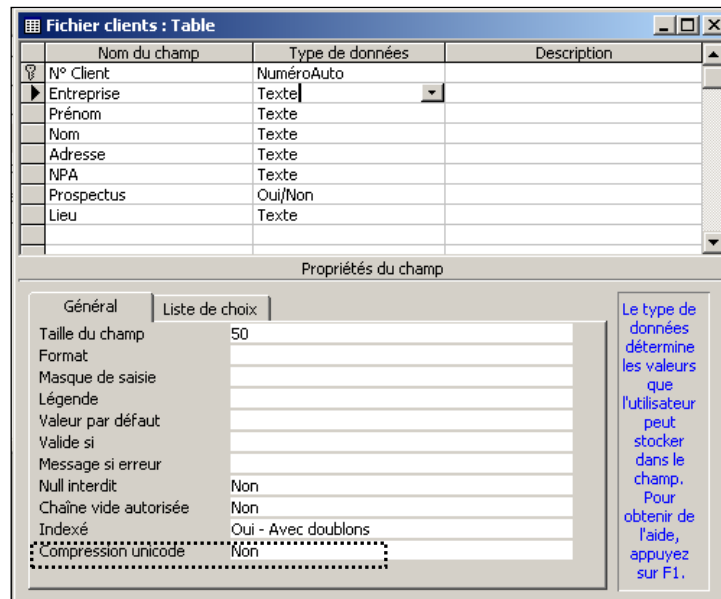 Fichier clients : Table
Nom du champ Type de données Description
N° Client NuméroAuto
Entreprise Texte
Prénom Texte
Nom Texte
Adresse Texte
NPA Texte
Prospectus Oui/Non
Lieu Texte
Propriétés du champ
Général Liste de choix
Taille du champ 50
Format
Masque de saisie
Légende
Valeur par défaut
Valide si
Message si erreur
Null interdit Non
Chaîne vide autorisée Non
Indexé Oui - Avec doublons
Compression unicode Non
Le type de
données
détermine
les valeurs
que
l'utilisateur
peut
stocker
dans le
champ.
Pour
obtenir de
l'aide,
appuyez
sur F1.